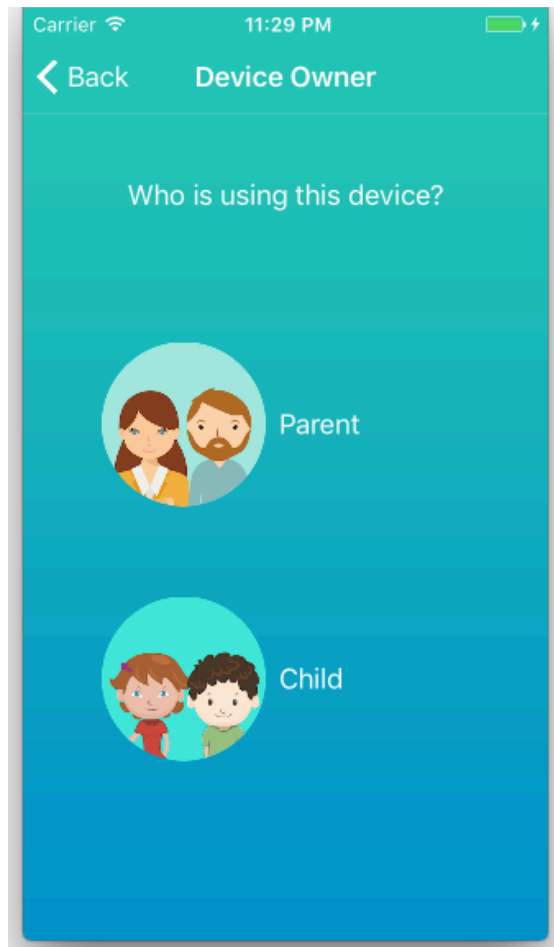 Carrier 11:29 PM
Back Device Owner
Who is using this device?
Parent
Child